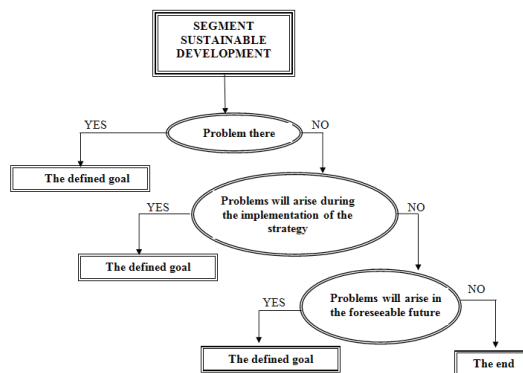 SEGMENT
SUSTAINABLE
DEVELOPMENT
YES
NO
Problem there
The defined goal
YES
Problems will arise during
the implementation of the
strategy
NO
The defined goal
YES
Problems will arise in
the foreseeable future
NO
The defined goal
The end